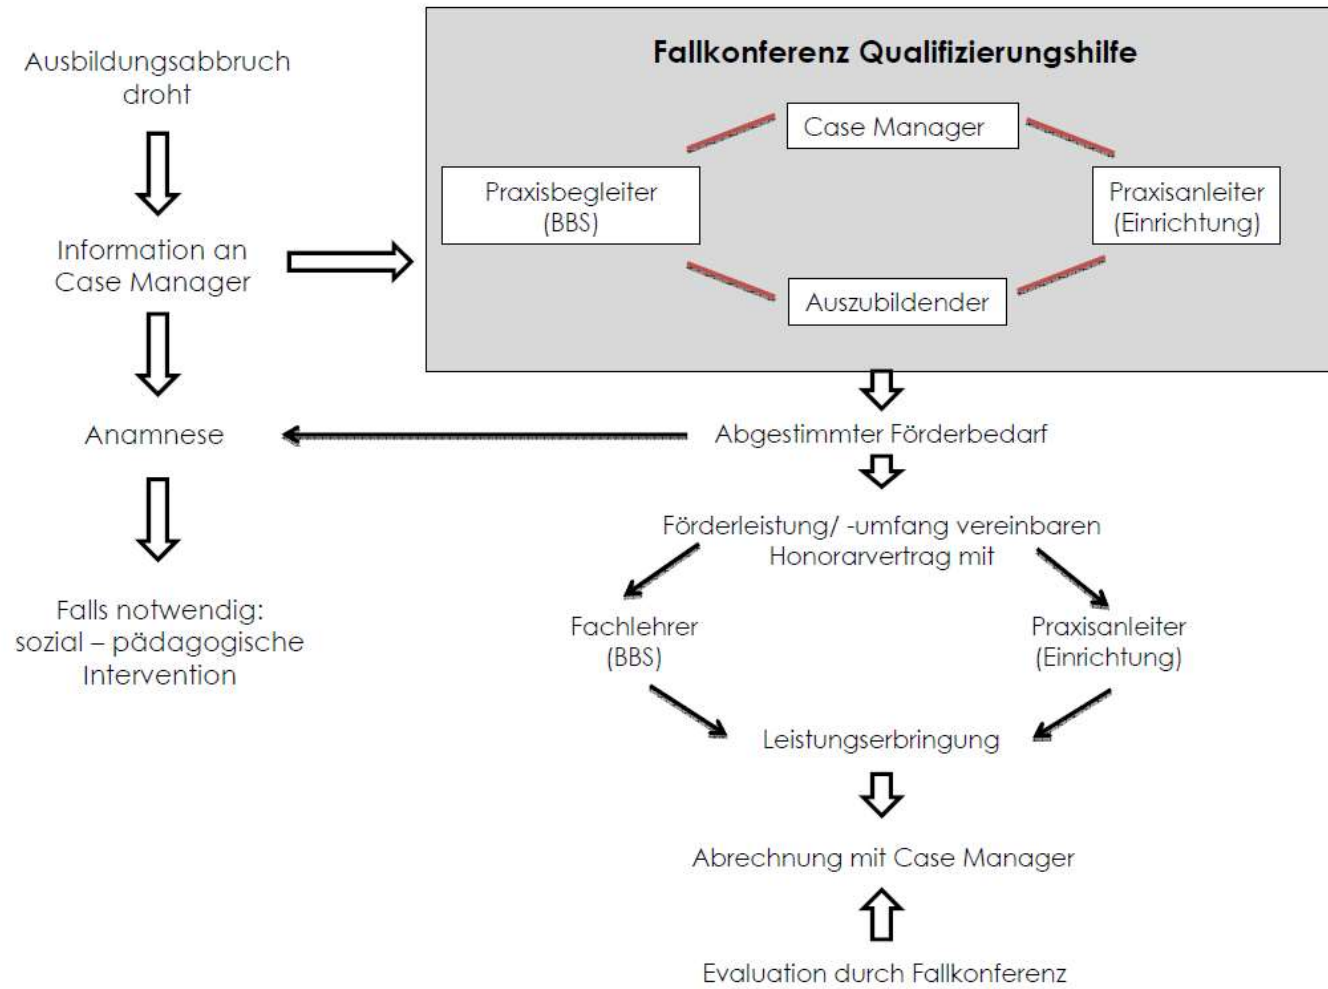 Ausbildungsabbruch
droht
Information an
Case Manager
Anamnese
Falls notwendig:
sozial – pädagogische
Intervention
Fallkonferenz Qualifizierungshilfe
Case Manager
Praxisbegleiter
(BBS)
Praxisanleiter
(Einrichtung)
Auszubildender
Abgestimmter Förderbedarf
Förderleistung/ -umfang vereinbaren
Honorarvertrag mit
Fachlehrer
(BBS)
Praxisanleiter
(Einrichtung)
Leistungserbringung
Abrechnung mit Case Manager
Evaluation durch Fallkonferenz